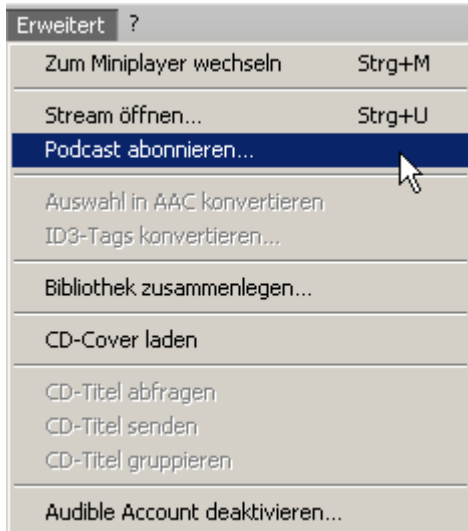 Erweitert ?
Zum Miniplayer wechseln Strg+M
Stream öffnen... Strg+U
Podcast abonnieren...
Auswahl in AAC konvertieren
ID3-Tags konvertieren...
Bibliothek zusammenlegen...
CD-Cover laden
CD-Titel abfragen
CD-Titel senden
CD-Titel gruppieren
Audible Account deaktivieren...